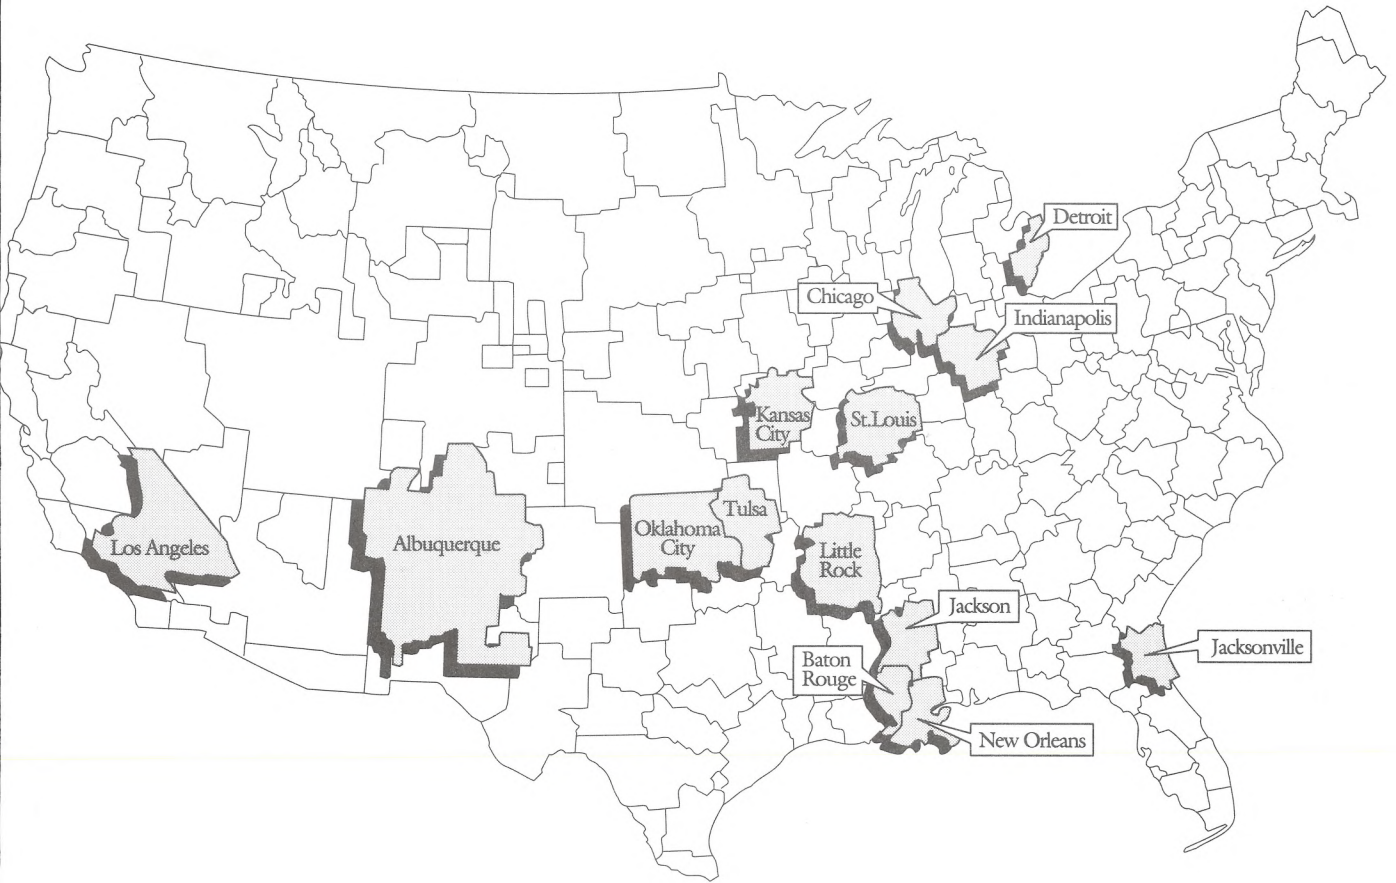 Detroit
Chicago
Indianapolis
Kansas
City
St.Louis
Tulsa
Oklahoma
City
Los Angeles
Albuquerque
Little
Rock
Jackson
Jacksonville
Baton
Rouge
New Orleans